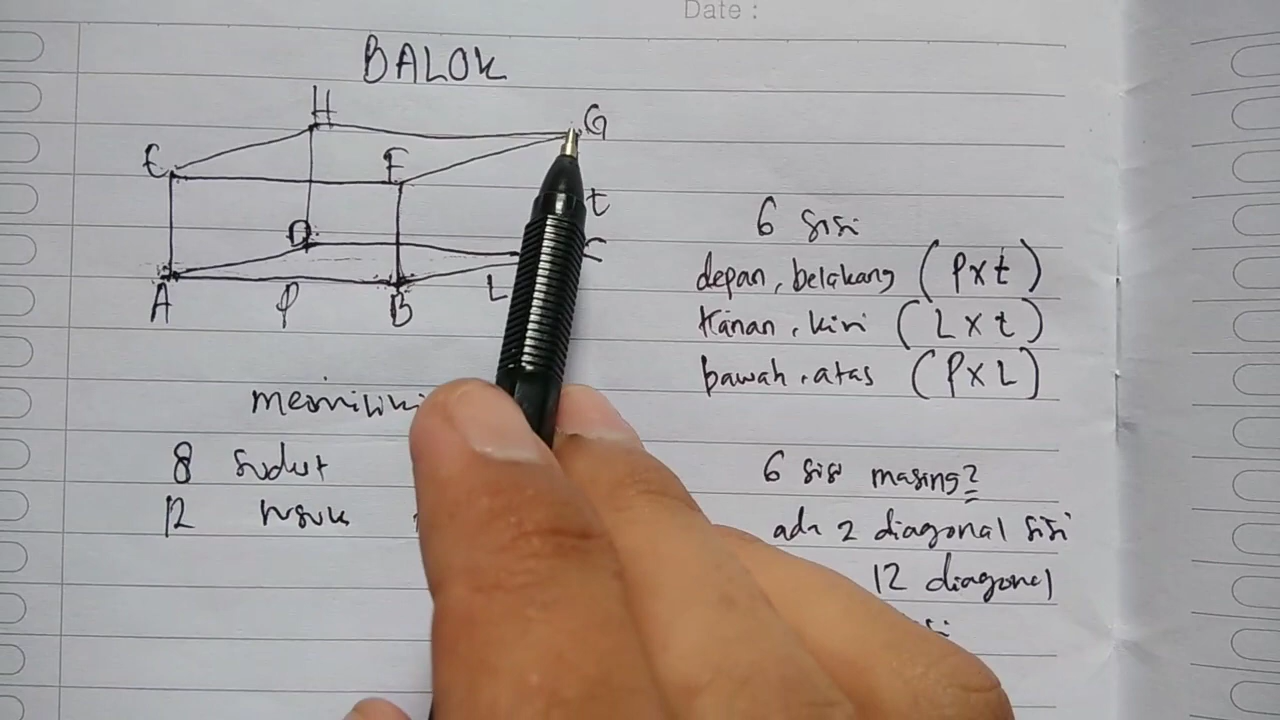 Date :
BALOK
H
G
E
F
t
D
C
A
P
B
L
6 sisi
depan, belakang (P x t)
Kanan, kiri (L x t)
bawah, atas (P x L)
memiliki
8 sudut
12 rusuk
6 sisi masing2
ada 2 diagonal sisi
12 diagonal